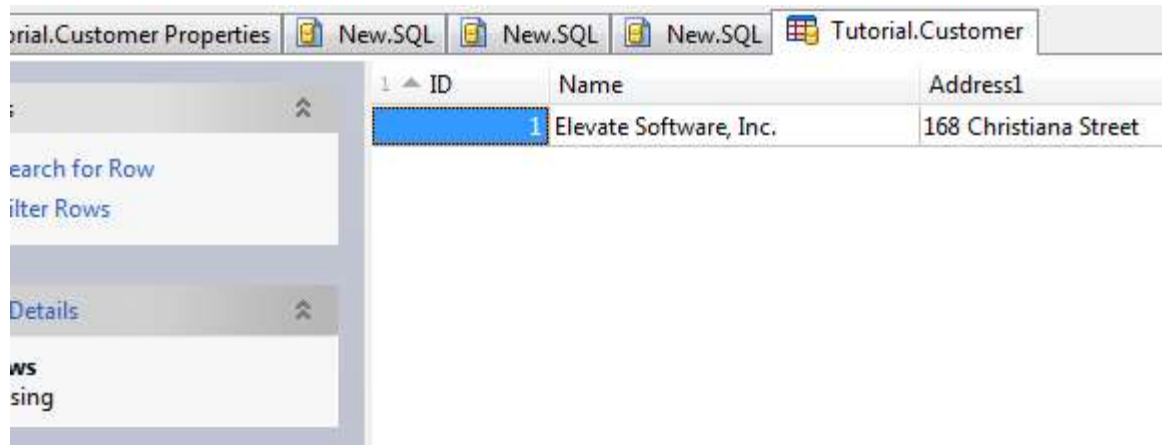 orial.Customer Properties New.SQL New.SQL New.SQL Tutorial.Customer
1 ID Name Address1
s
1 Elevate Software, Inc. 168 Christiana Street
earch for Row
ilter Rows
Details
ws
sing